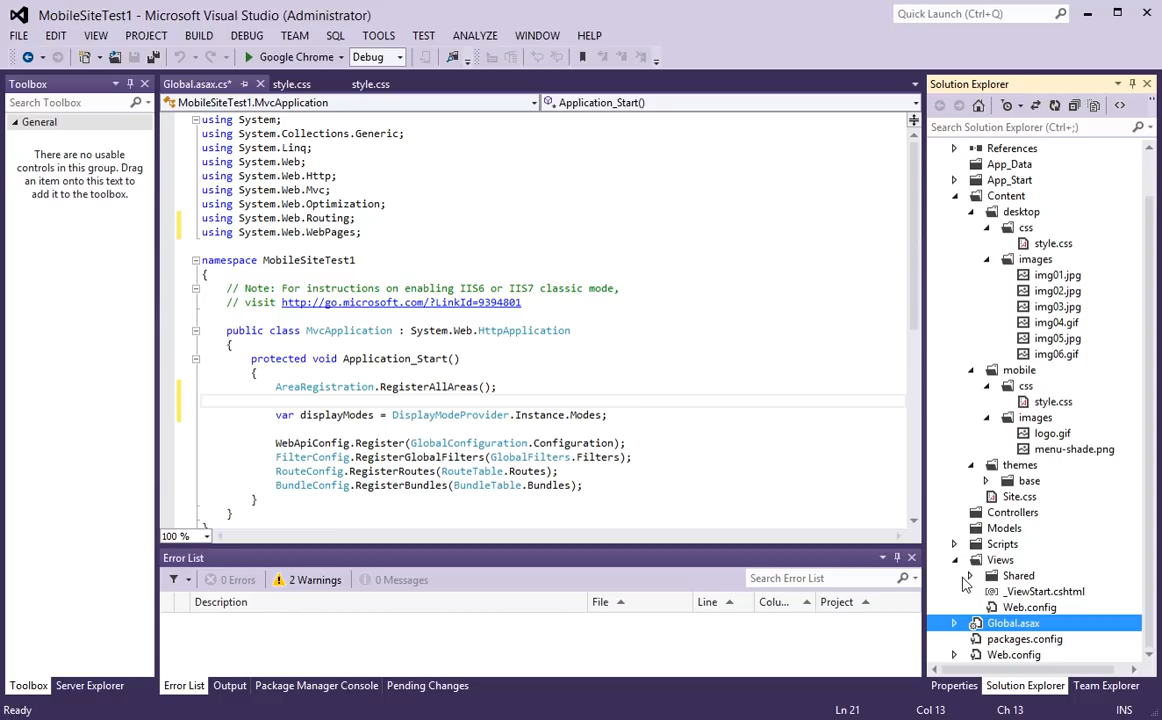 MobileSiteTest1 - Microsoft Visual Studio (Administrator)
Quick Launch (Ctrl+Q)
FILE EDIT VIEW PROJECT BUILD DEBUG TEAM SQL TOOLS TEST ANALYZE WINDOW HELP
Google Chrome Debug
Toolbox
Search Toolbox
General
There are no usable
controls in this group. Drag
an item onto this text to
add it to the toolbox.
Toolbox Server Explorer
Global.asax.cs* style.css style.css
MobileSiteTest1.MvcApplication Application_Start()
using System;
using System.Collections.Generic;
using System.Linq;
using System.Web;
using System.Web.Http;
using System.Web.Mvc;
using System.Web.Optimization;
using System.Web.Routing;
using System.Web.WebPages;
namespace MobileSiteTest1
{
// Note: For instructions on enabling IIS6 or IIS7 classic mode,
// visit http://go.microsoft.com/?LinkId=9394801
public class MvcApplication : System.Web.HttpApplication
{
protected void Application_Start()
{
AreaRegistration.RegisterAllAreas();
var displayModes = DisplayModeProvider.Instance.Modes;
WebApiConfig.Register(GlobalConfiguration.Configuration);
FilterConfig.RegisterGlobalFilters(GlobalFilters.Filters);
RouteConfig.RegisterRoutes(RouteTable.Routes);
BundleConfig.RegisterBundles(BundleTable.Bundles);
}
}
}
100 %
Error List
0 Errors 2 Warnings 0 Messages Search Error List
Description File Line Colu... Project
Error List Output Package Manager Console Pending Changes
Solution Explorer
Search Solution Explorer (Ctrl+;)
References
App_Data
App_Start
Content
desktop
css
style.css
images
img01.jpg
img02.jpg
img03.jpg
img04.gif
img05.jpg
img06.gif
mobile
css
style.css
images
logo.gif
menu-shade.png
themes
base
Site.css
Controllers
Models
Scripts
Views
Shared
_ViewStart.cshtml
Web.config
Global.asax
packages.config
Web.config
Properties Solution Explorer Team Explorer
Ready Ln 21 Col 13 Ch 13 INS